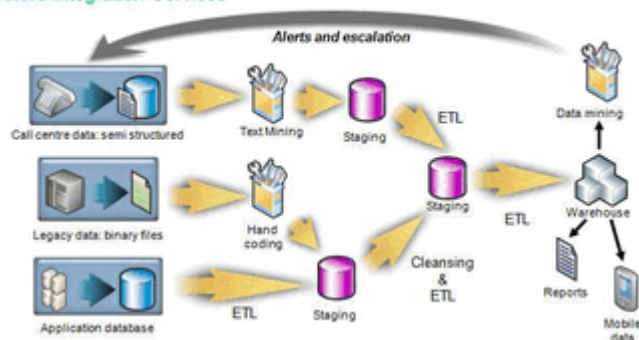 Alerts and escalation
Call centre data: semi structured
Text Mining
Staging
ETL
Data mining
Legacy data: binary files
Hand
coding
Staging
ETL
Warehouse
Cleansing
&
ETL
Application database
ETL
Staging
Reports
Mobile
data